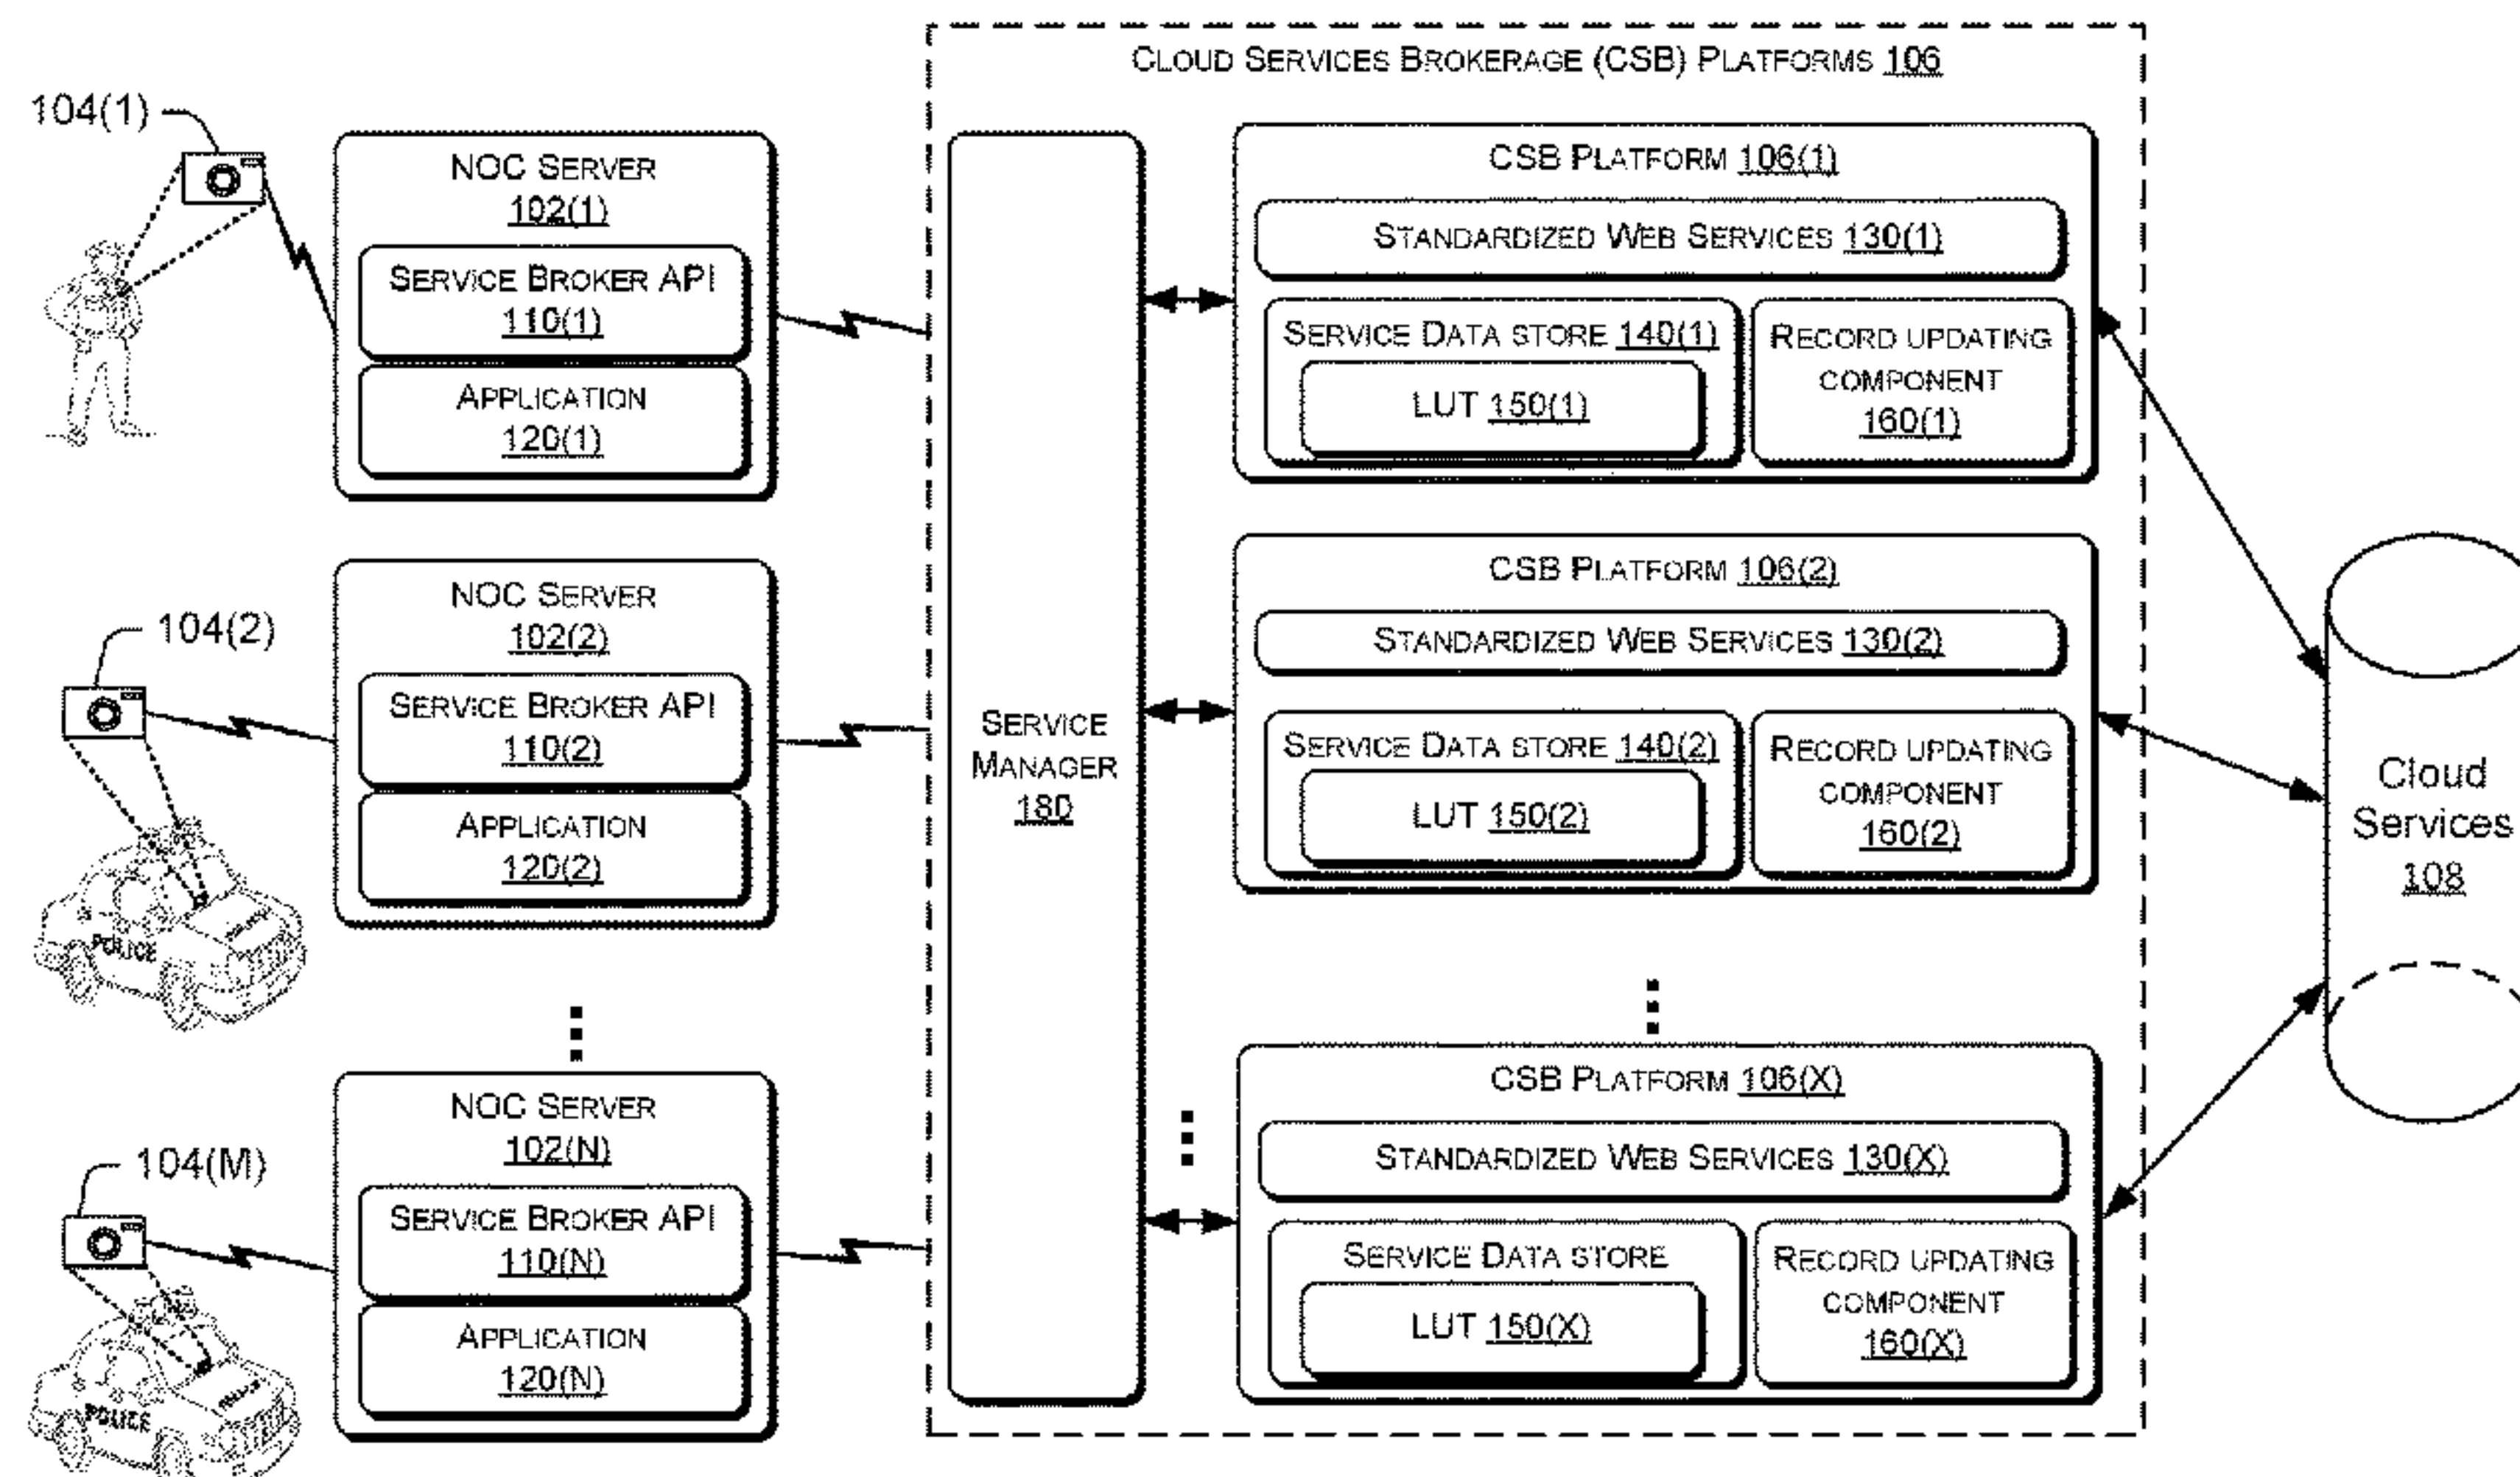 CLOUD SERVICES BROKERAGE (CSB) PLATFORMS 106
104(1)
NOC SERVER
102(1)
SERVICE BROKER API
110(1)
APPLICATION
120(1)
104(2)
NOC SERVER
102(2)
SERVICE BROKER API
110(2)
APPLICATION
120(2)
POLICE
104(M)
NOC SERVER
102(N)
SERVICE BROKER API
110(N)
APPLICATION
120(N)
POLICE
SERVICE
MANAGER
180
CSB PLATFORM 106(1)
STANDARDIZED WEB SERVICES 130(1)
SERVICE DATA STORE 140(1)
LUT 150(1)
RECORD UPDATING
COMPONENT
160(1)
CSB PLATFORM 106(2)
STANDARDIZED WEB SERVICES 130(2)
SERVICE DATA STORE 140(2)
LUT 150(2)
RECORD UPDATING
COMPONENT
160(2)
CSB PLATFORM 106(X)
STANDARDIZED WEB SERVICES 130(X)
SERVICE DATA STORE
LUT 150(X)
RECORD UPDATING
COMPONENT
160(X)
Cloud
Services
108